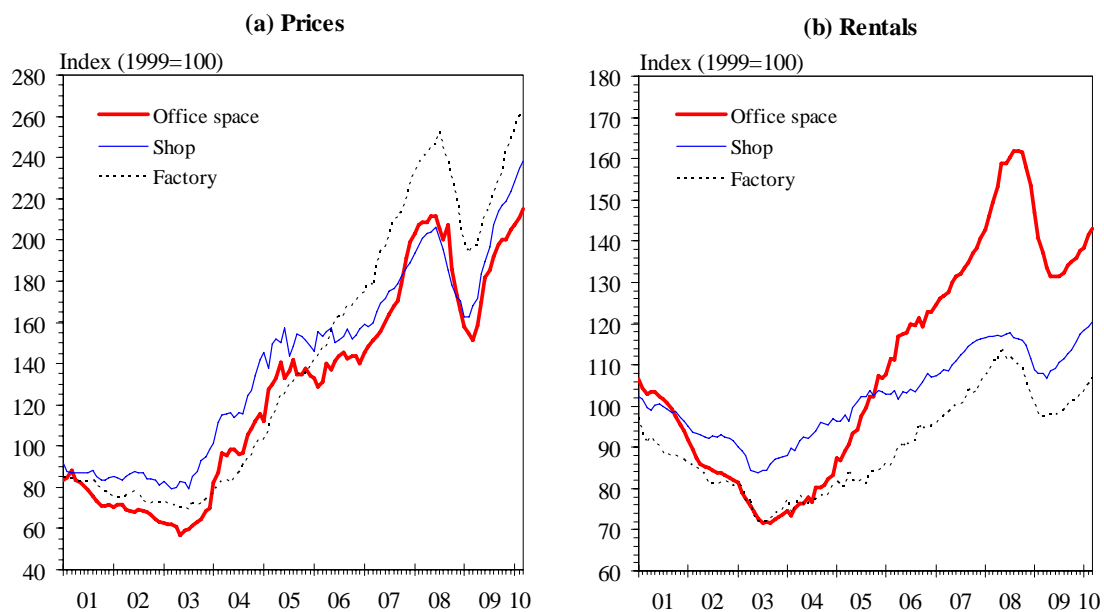 (a) Prices
Index (1999=100)
280
260
240
220
200
180
160
140
120
100
80
60
40
Office space
Shop
Factory
01 02 03 04 05 06 07 08 09 10
(b) Rentals
Index (1999=100)
180
170
160
150
140
130
120
110
100
90
80
70
60
Office space
Shop
Factory
01 02 03 04 05 06 07 08 09 10